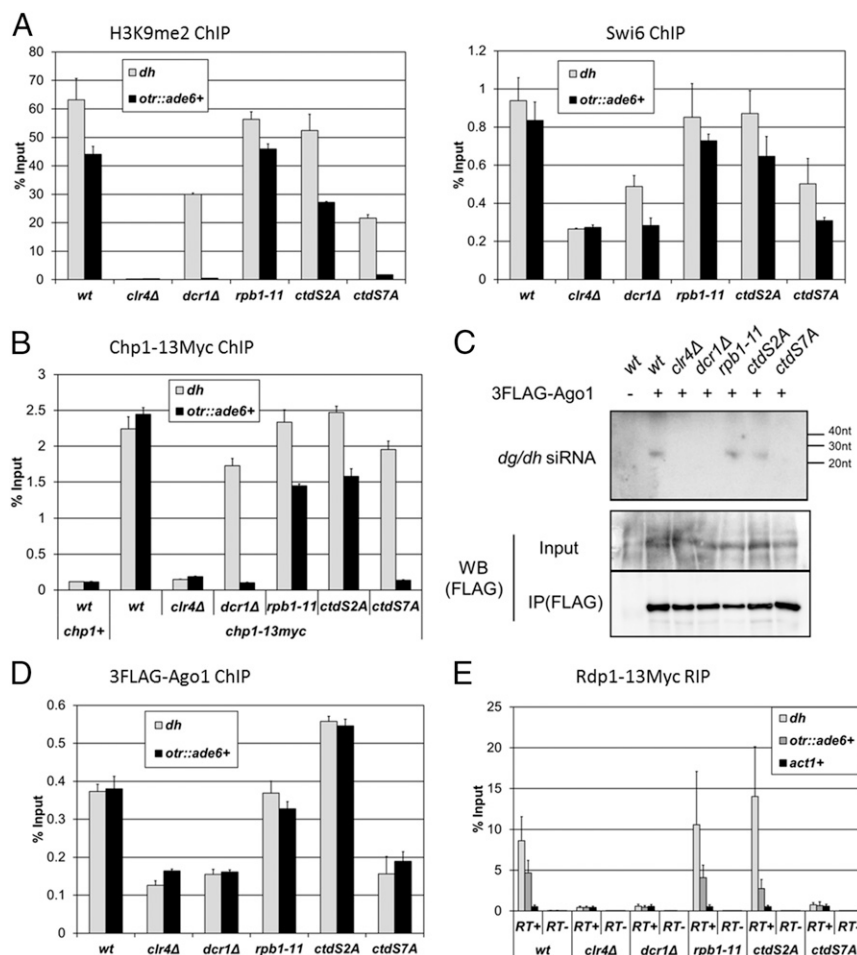 A
H3K9me2 ChIP
dh
otr::ade6+
% Input
80
70
60
50
40
30
20
10
0
wt clr4Δ dcr1Δ rpb1-11 ctdS2A ctdS7A
Swi6 ChIP
dh
otr::ade6+
% Input
1.2
1
0.8
0.6
0.4
0.2
0
wt clr4Δ dcr1Δ rpb1-11 ctdS2A ctdS7A
B
Chp1-13Myc ChIP
dh
otr::ade6+
% Input
3
2.5
2
1.5
1
0.5
0
wt wt clr4Δ dcr1Δ rpb1-11 ctdS2A ctdS7A
chp1+ chp1-13myc
C
wt wt clr4Δ dcr1Δ rpb1-11 ctdS2A ctdS7A
3FLAG-Ago1 - + + + + + +
dg/dh siRNA
40nt
30nt
20nt
WB
(FLAG)
Input
IP(FLAG)
D
3FLAG-Ago1 ChIP
dh
otr::ade6+
% Input
0.6
0.5
0.4
0.3
0.2
0.1
0
wt clr4Δ dcr1Δ rpb1-11 ctdS2A ctdS7A
E
Rdp1-13Myc RIP
dh
otr::ade6+
act1+
% Input
25
20
15
10
5
0
RT+ RT- RT+ RT- RT+ RT- RT+ RT- RT+ RT- RT+ RT-
wt clr4Δ dcr1Δ rpb1-11 ctdS2A ctdS7A